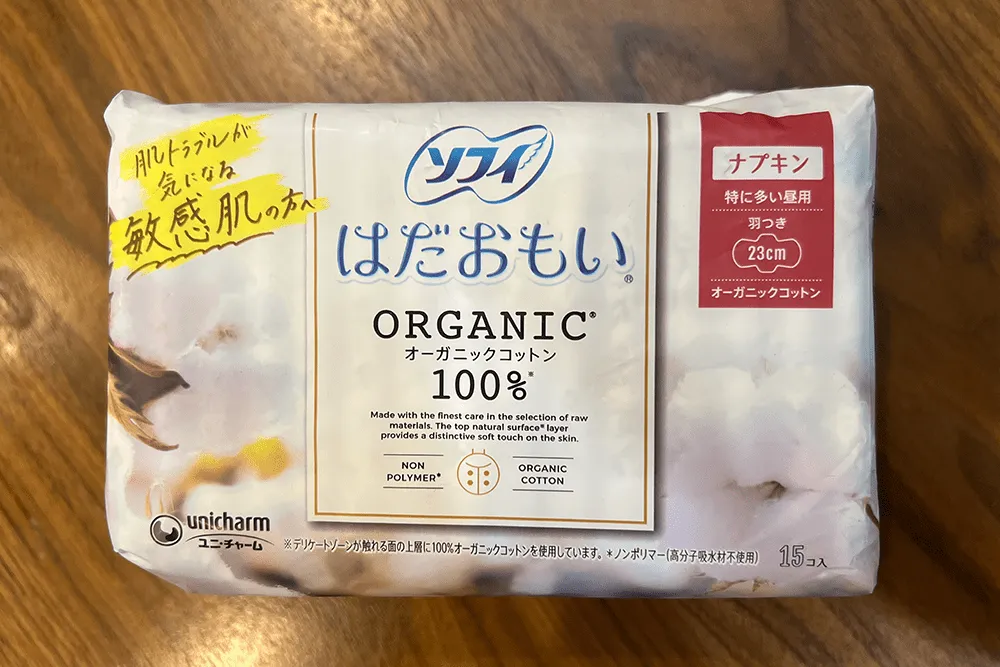 肌トラブルが
気になる
敏感肌の方へ
ソフィ
はだおもい®
ORGANIC®
オーガニックコットン
100%※
Made with the finest care in the selection of raw
materials. The top natural surface※ layer
provides a distinctive soft touch on the skin.
NON
POLYMER*
ORGANIC
COTTON
ナプキン
特に多い昼用
羽つき
23cm
オーガニックコットン
unicharm
ユニ・チャーム
※デリケートゾーンが触れる面の上層に100%オーガニックコットンを使用しています。*ノンポリマー(高分子吸水材不使用)
15コ入